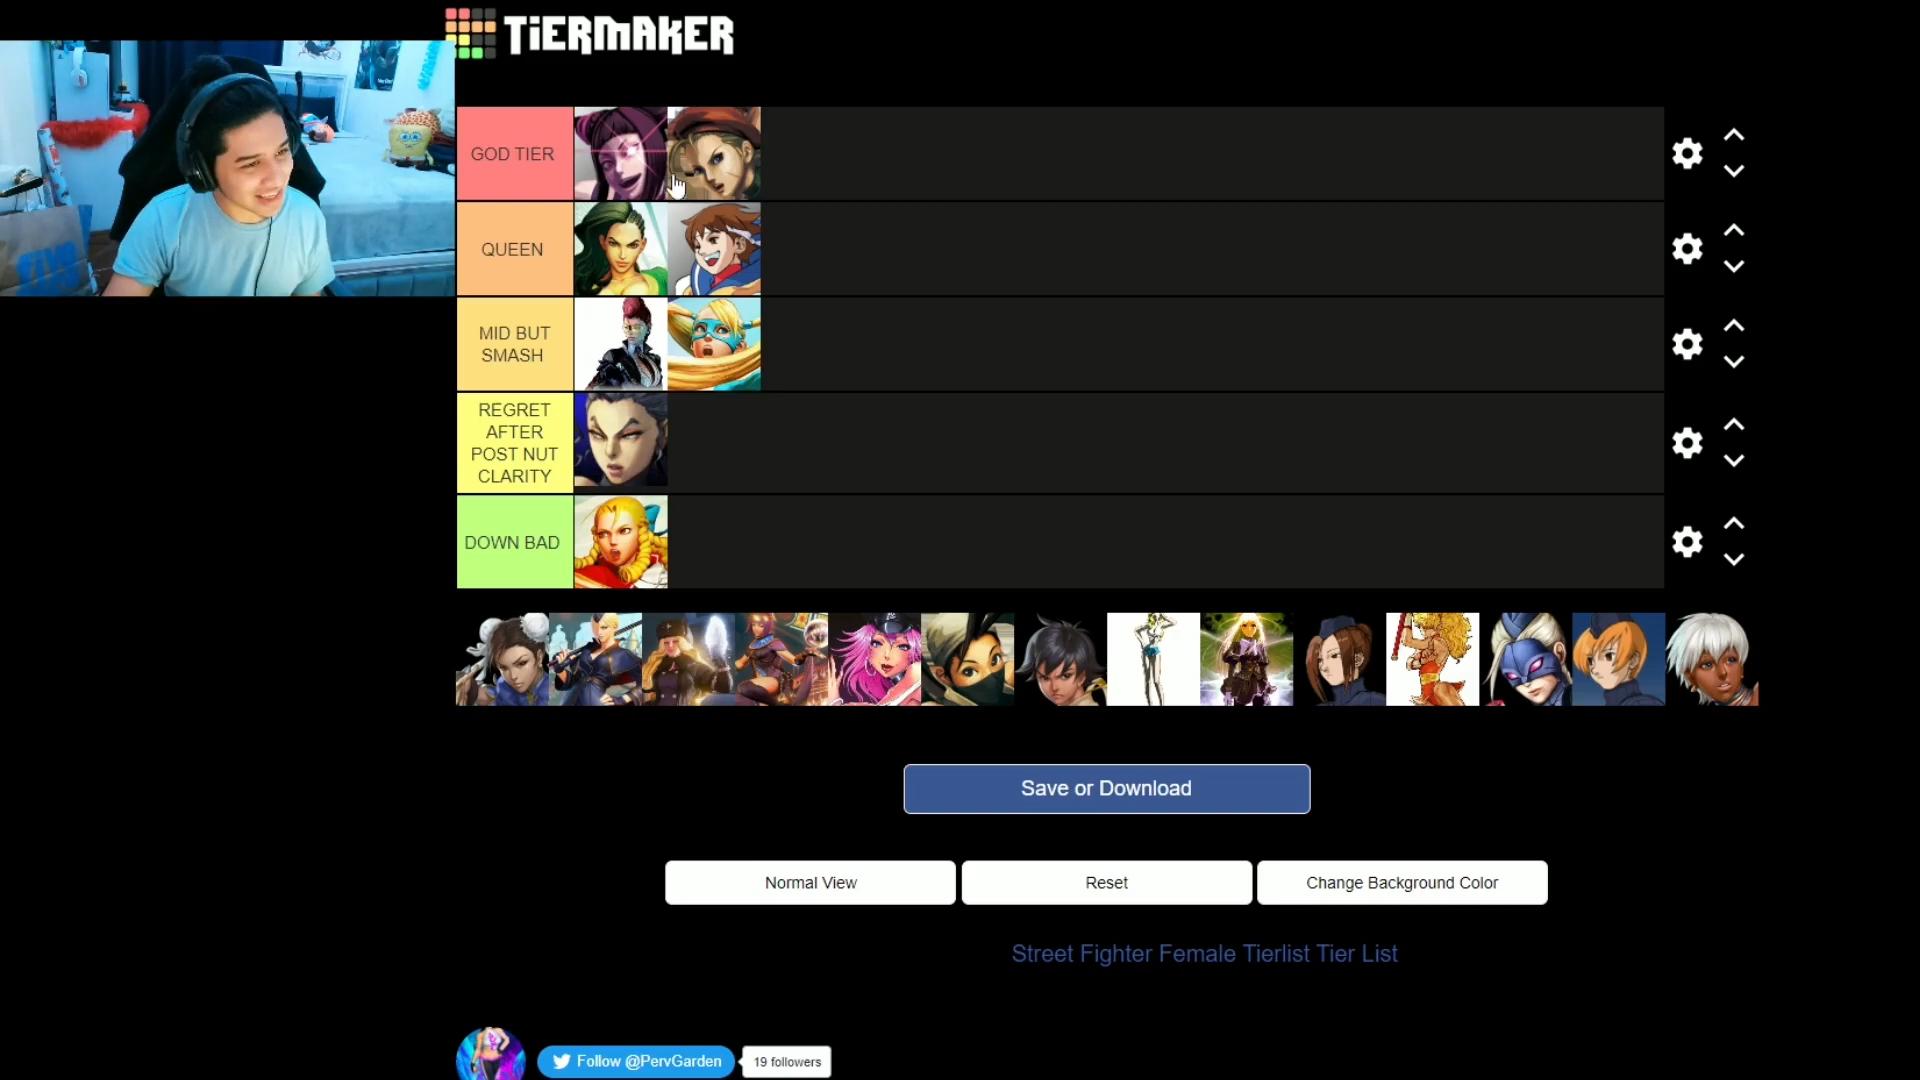 TiERMAKER
GOD TIER
QUEEN
MID BUT
SMASH
REGRET
AFTER
POST NUT
CLARITY
DOWN BAD
Save or Download
Normal View
Reset
Change Background Color
Street Fighter Female Tierlist Tier List
Follow @PervGarden
19 followers